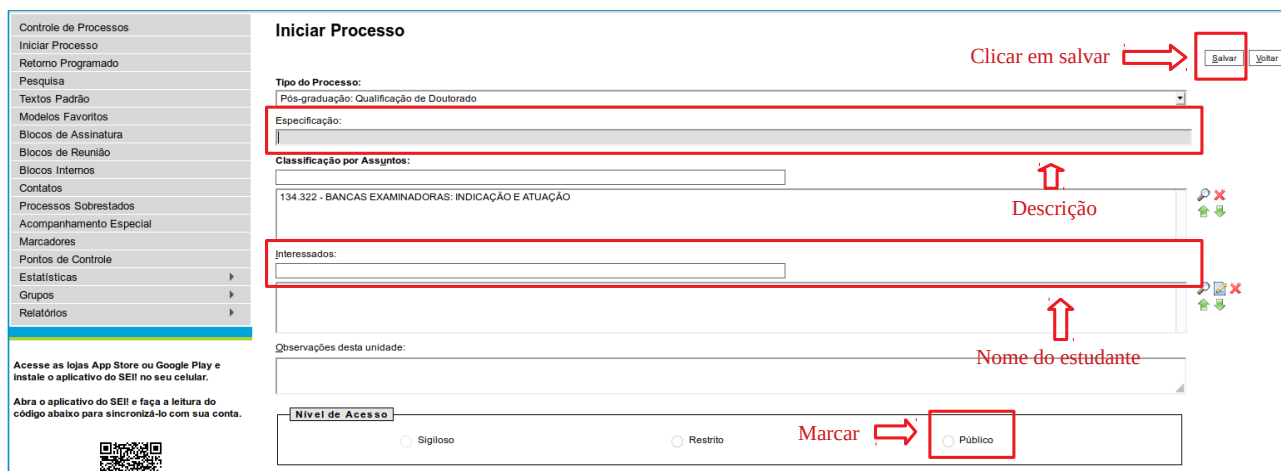 Controle de Processos
Iniciar Processo
Retorno Programado
Pesquisa
Textos Padrão
Modelos Favoritos
Blocos de Assinatura
Blocos de Reunião
Blocos Internos
Contatos
Processos Sobrestados
Acompanhamento Especial
Marcadores
Pontos de Controle
Estatísticas
Grupos
Relatórios
Acesse as lojas App Store ou Google Play e
instale o aplicativo do SEI! no seu celular.
Abra o aplicativo do SEI! e faça a leitura do
código abaixo para sincronizá-lo com sua conta.
Iniciar Processo
Clicar em salvar
Salvar
Voltar
Tipo do Processo:
Pós-graduação: Qualificação de Doutorado
Especificação:
Classificação por Assuntos:
134.322 - BANCAS EXAMINADORAS: INDICAÇÃO E ATUAÇÃO
Descrição
Interessados:
Nome do estudante
Observações desta unidade:
Nível de Acesso
Sigiloso
Restrito
Marcar
Público